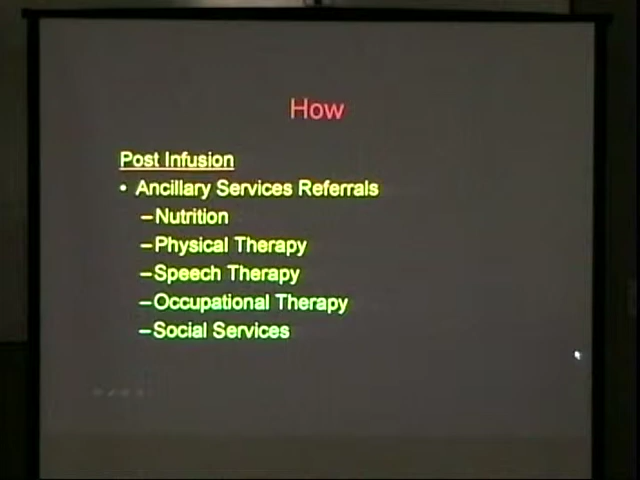 How
Post Infusion
• Ancillary Services Referrals
–Nutrition
–Physical Therapy
–Speech Therapy
–Occupational Therapy
–Social Services